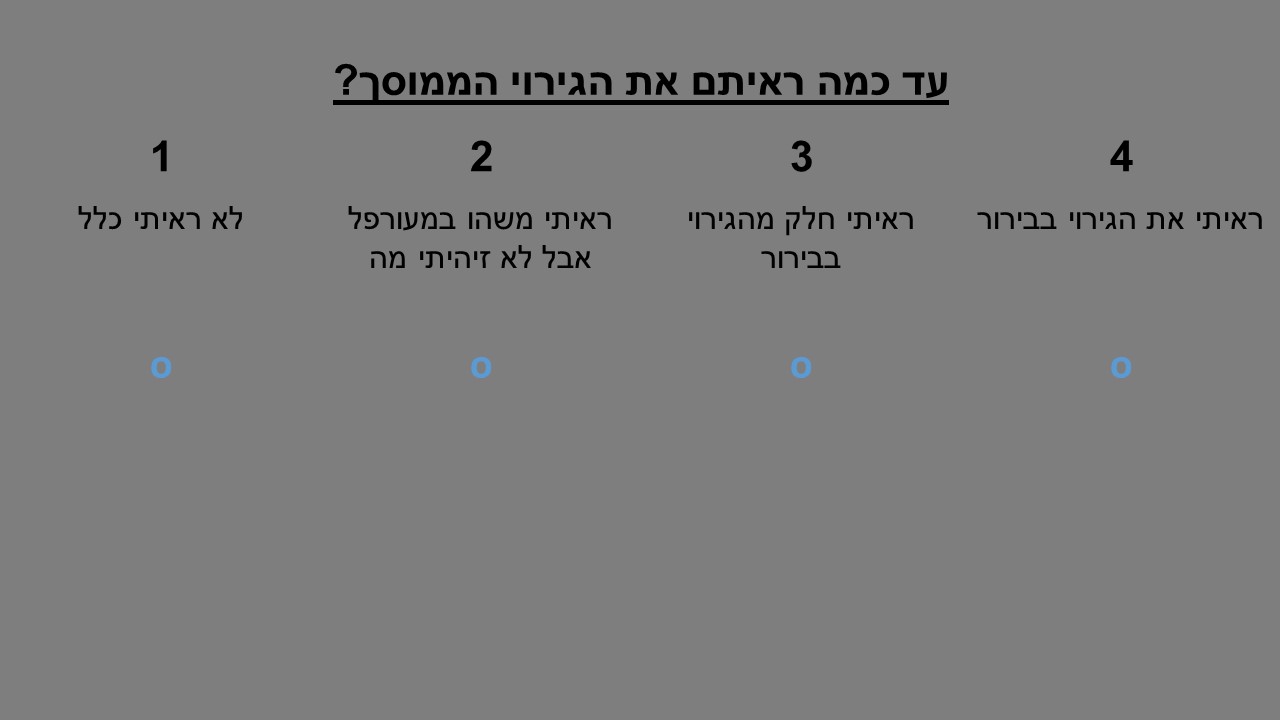 עד כמה ראיתם את הגירוי הממוסך?
1 2 3 4
לא ראיתי כלל
ראיתי משהו במעורפל
אבל לא זיהיתי מה
ראיתי חלק מהגירוי
בבירור
ראיתי את הגירוי בבירור
o o o o